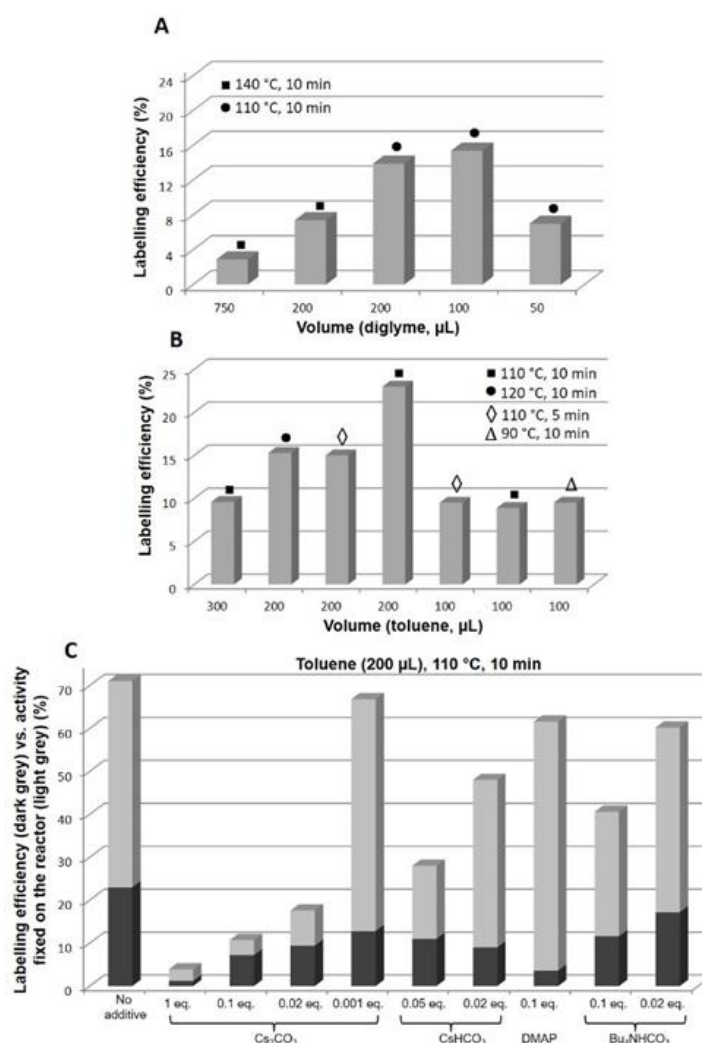 A
■ 140 °C, 10 min
● 110 °C, 10 min
Labelling efficiency (%)
24
20
16
12
8
4
0
750 200 200 100 50
Volume (diglyme, µL)
B
■ 110 °C, 10 min
● 120 °C, 10 min
◊ 110 °C, 5 min
△ 90 °C, 10 min
Labelling efficiency (%)
25
20
15
10
5
0
300 200 200 200 100 100 100
Volume (toluene, µL)
C
Toluene (200 µL), 110 °C, 10 min
Labelling efficiency (dark grey) vs. activity
fixed on the reactor (light grey) (%)
70
60
50
40
30
20
10
0
No
additive
1 eq. 0.1 eq. 0.02 eq. 0.001 eq. 0.05 eq. 0.02 eq. 0.1 eq. 0.1 eq. 0.02 eq.
Cs₂CO₃ CsHCO₃ DMAP Bu₄NHCO₃